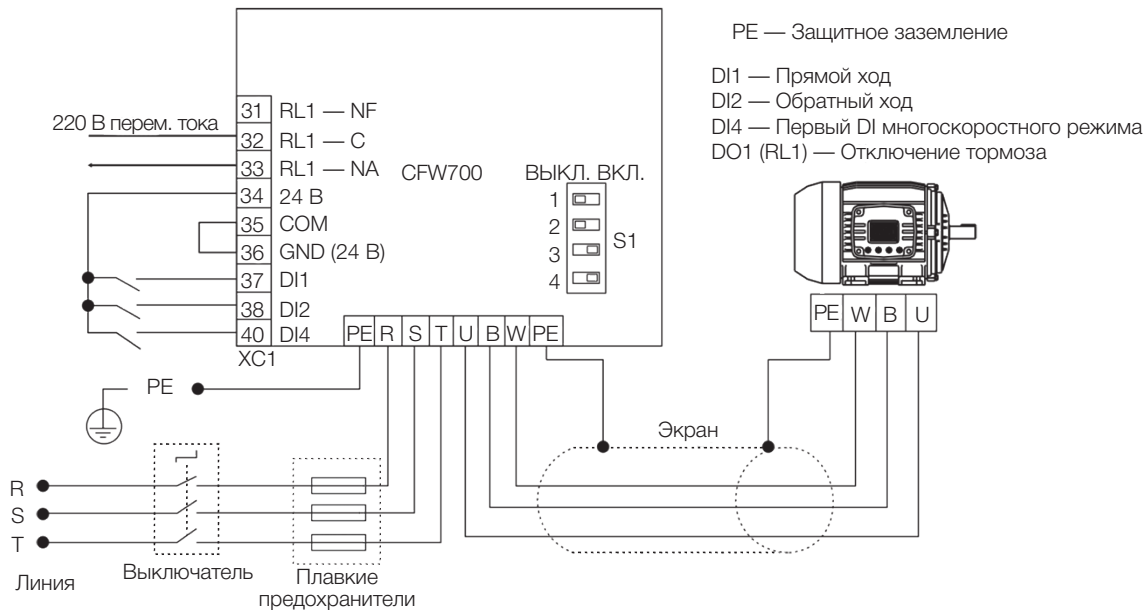 PE — Защитное заземление
DI1 — Прямой ход
DI2 — Обратный ход
DI4 — Первый DI многоскоростного режима
DO1 (RL1) — Отключение тормоза
220 В перем. тока
31 RL1 — NF
32 RL1 — C
33 RL1 — NA
34 24 В
35 COM
36 GND (24 В)
37 DI1
38 DI2
40 DI4
XC1
CFW700
ВЫКЛ. ВКЛ.
1
2
3
4
S1
PE R S T U В W PE
PE W В U
PE
Экран
R
S
T
Линия
Выключатель
Плавкие
предохранители